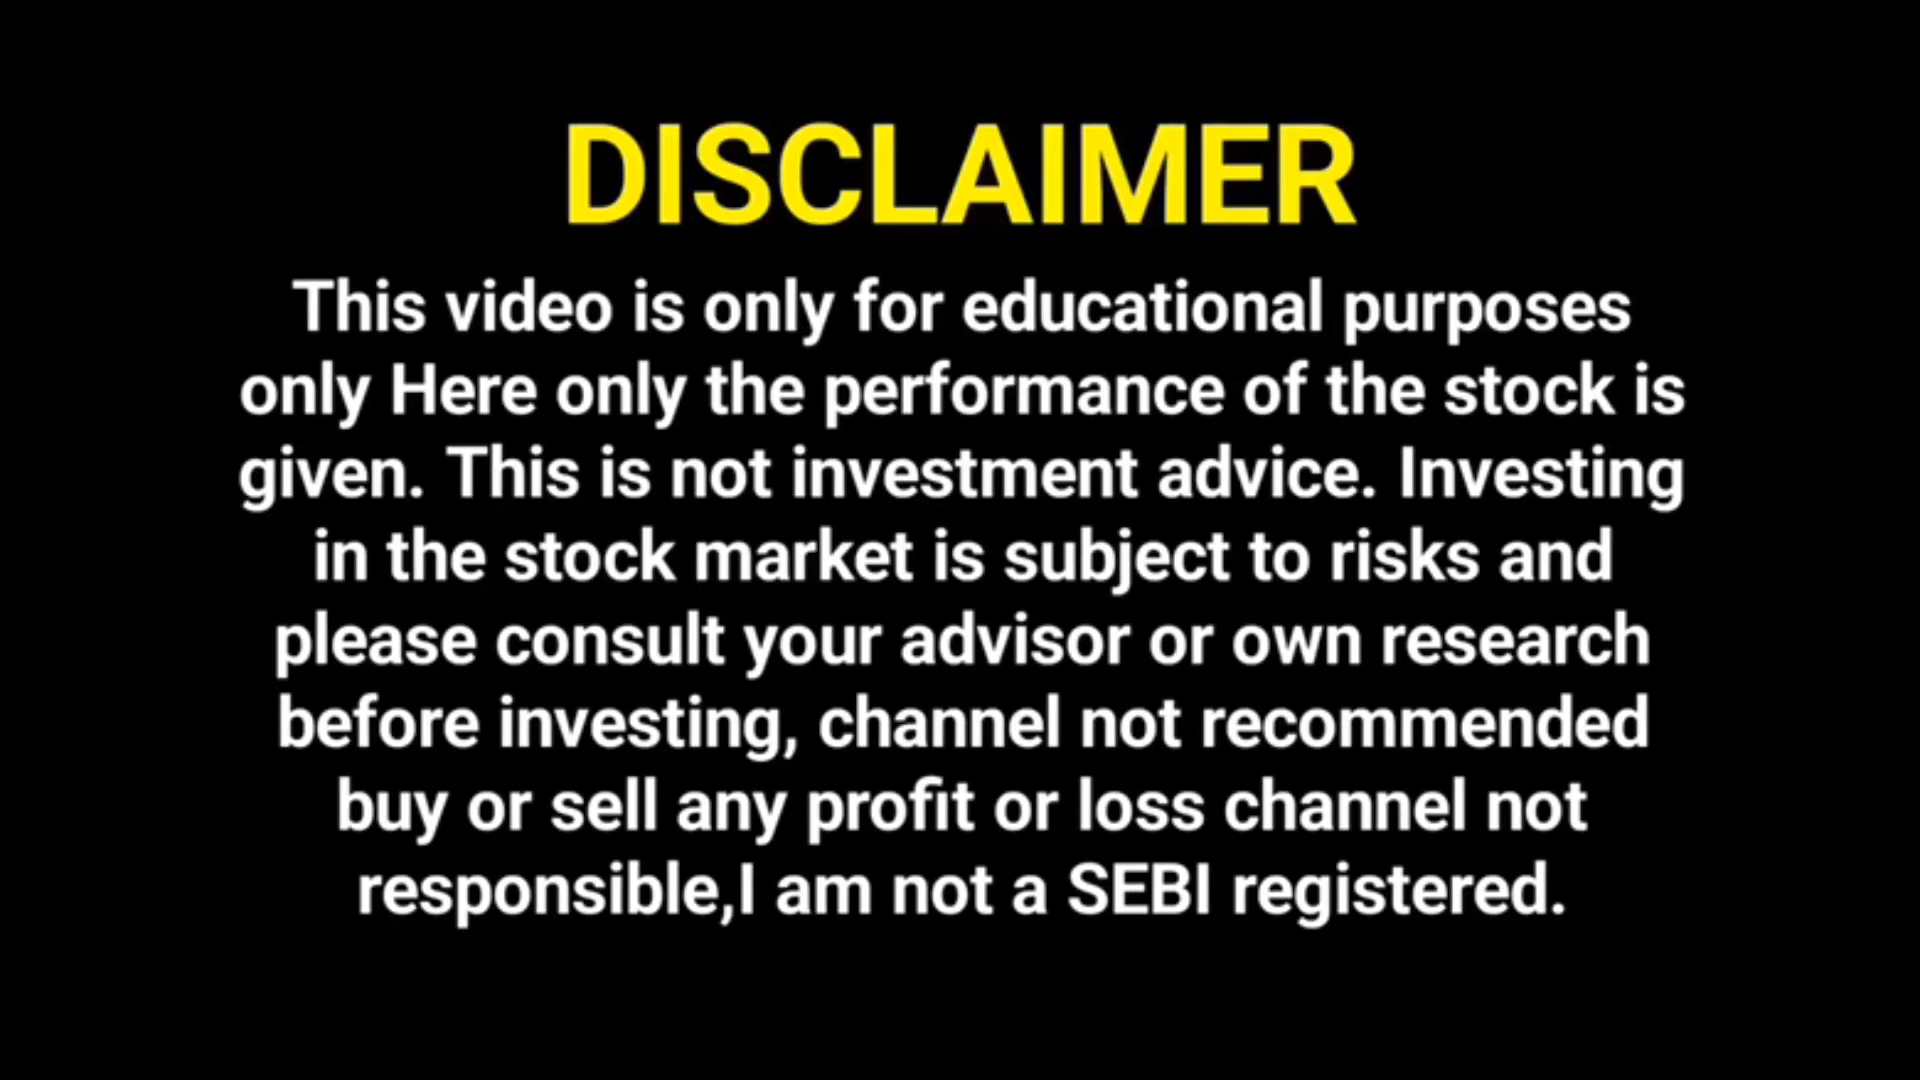 DISCLAIMER
This video is only for educational purposes
only Here only the performance of the stock is
given. This is not investment advice. Investing
in the stock market is subject to risks and
please consult your advisor or own research
before investing, channel not recommended
buy or sell any profit or loss channel not
responsible,I am not a SEBI registered.